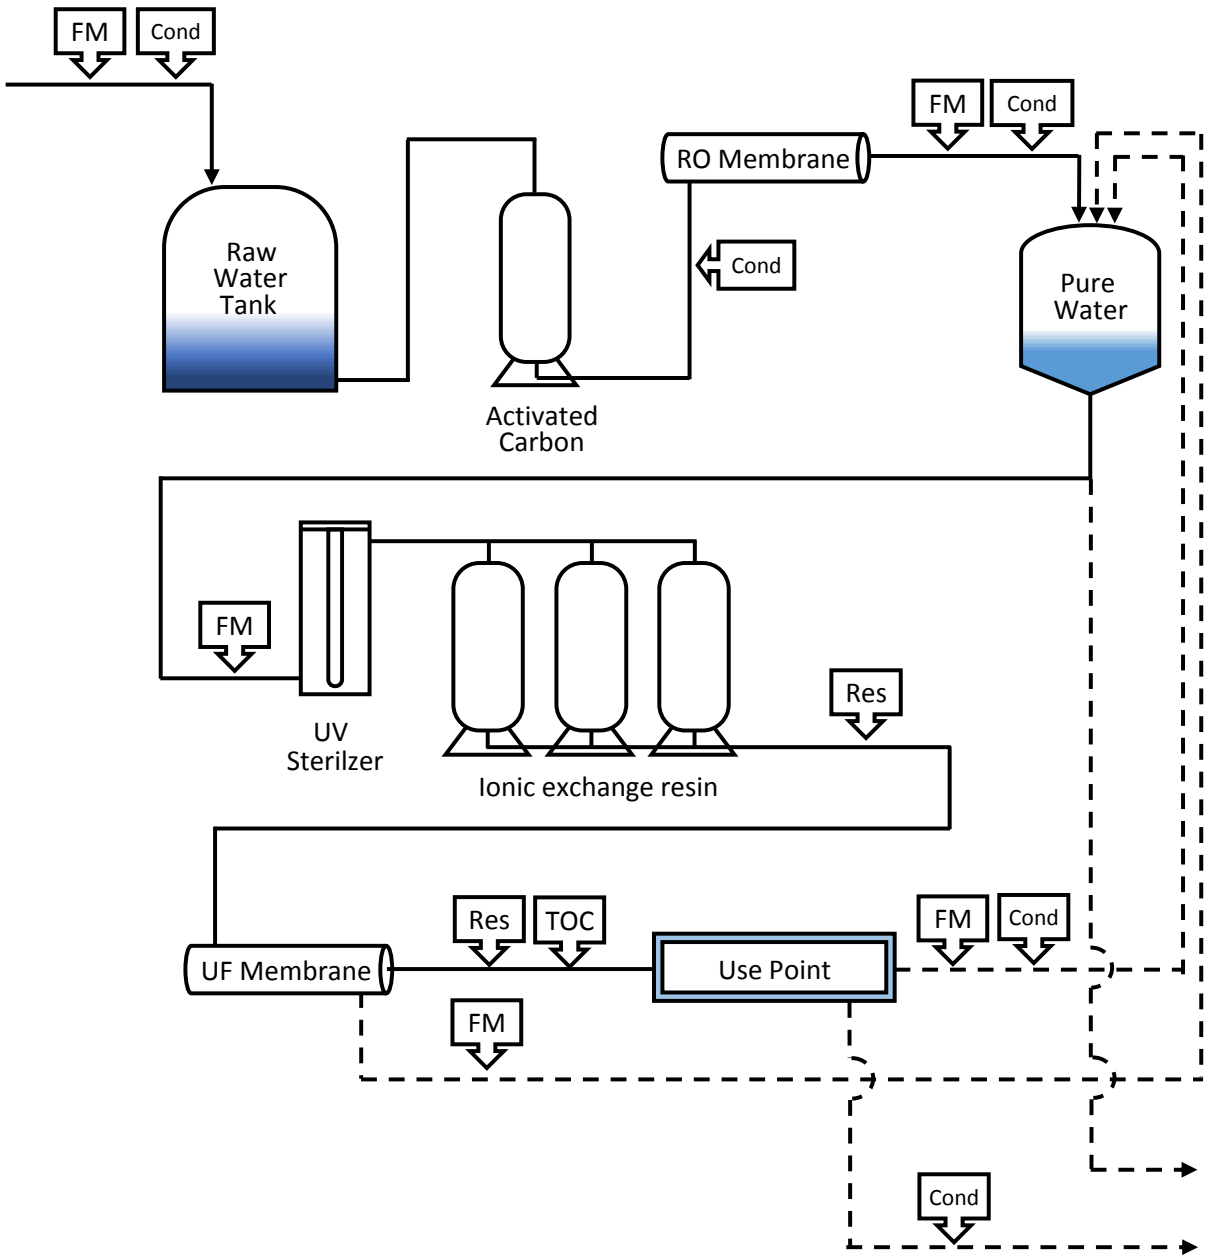 FM
Cond
FM
Cond
RO Membrane
Raw
Water
Tank
Cond
Pure
Water
Activated
Carbon
FM
Res
UV
Sterilzer
Ionic exchange resin
Res
TOC
FM
Cond
UF Membrane
Use Point
FM
Cond